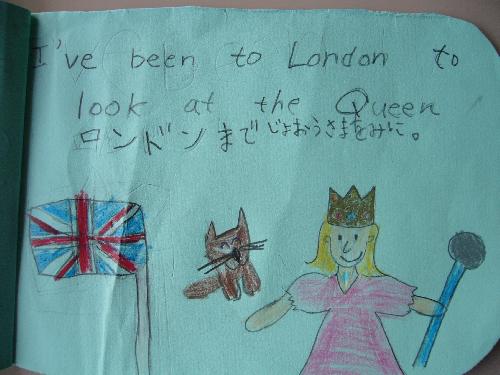 I've been to London to
look at the Queen
ロンドンまでじょおうさまをみに。